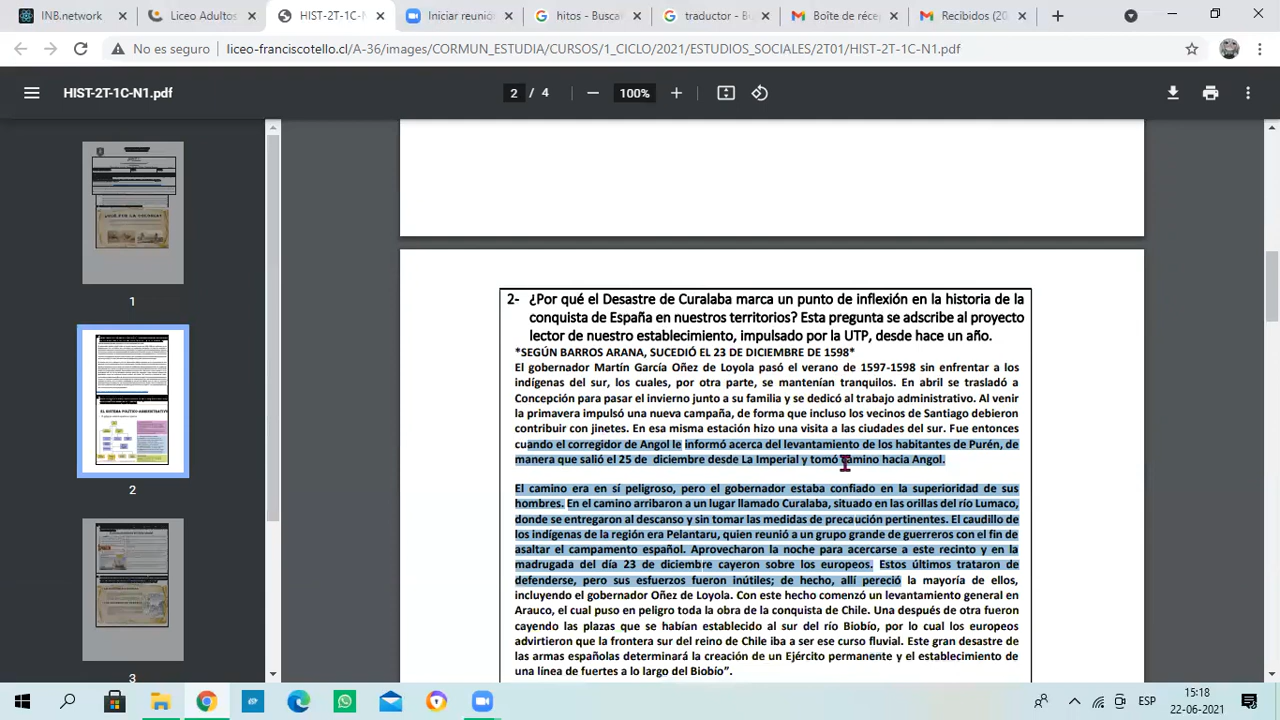 INB.network
Liceo Adultos
HIST-2T-1C-N
Iniciar reunió
hitos - Buscar
traductor - Bu
Boîte de réce
Recibidos (20
No es seguro
liceo-franciscotello.cl/A-36/images/CORMUN_ESTUDIA/CURSOS/1_CICLO/2021/ESTUDIOS_SOCIALES/2T01/HIST-2T-1C-N1.pdf
HIST-2T-1C-N1.pdf
2 / 4
100%
1
2
3
EL SISTEMA POLÍTICO-ADMINISTRATIVO
2- ¿Por qué el Desastre de Curalaba marca un punto de inflexión en la historia de la
conquista de España en nuestros territorios? Esta pregunta se adscribe al proyecto
lector de nuestro establecimiento, impulsado por la UTP, desde hace un año.
*SEGÚN BARROS ARANA, SUCEDIÓ EL 23 DE DICIEMBRE DE 1598*
El gobernador Martín García Oñez de Loyola pasó el verano de 1597-1598 sin enfrentar a los
indígenas del sur, los cuales, por otra parte, se mantenían tranquilos. En abril se trasladó a
Concepción para pasar el invierno junto a su familia y se dedicó al trabajo administrativo. Al venir
la primavera impulsó una nueva campaña, de forma que incluso los vecinos de Santiago debieron
contribuir con jinetes. En esa misma estación hizo una visita a las ciudades del sur. Fue entonces
cuando el corregidor de Angol le informó acerca del levantamiento de los habitantes de Purén, de
manera que salió el 25 de diciembre desde La Imperial y tomó camino hacia Angol.
El camino era en sí peligroso, pero el gobernador estaba confiado en la superioridad de sus
hombres. En el camino arribaron a un lugar llamado Curalaba, situado en las orillas del río Lumaco,
donde se entregaron al descanso y sin tomar las medidas de precaución pertinentes. El caudillo de
los indígenas de la región era Pelantaru, quien reunió a un grupo grande de guerreros con el fin de
asaltar el campamento español. Aprovecharon la noche para acercarse a este recinto y en la
madrugada del día 23 de diciembre cayeron sobre los europeos. Estos últimos trataron de
defenderse, pero sus esfuerzos fueron inútiles; de hecho, allí pereció la mayoría de ellos,
incluyendo el gobernador Oñez de Loyola. Con este hecho comenzó un levantamiento general en
Arauco, el cual puso en peligro toda la obra de la conquista de Chile. Una después de otra fueron
cayendo las plazas que se habían establecido al sur del río Biobío, por lo cual los europeos
advirtieron que la frontera sur del reino de Chile iba a ser ese curso fluvial. Este gran desastre de
las armas españolas determinará la creación de un Ejército permanente y el establecimiento de
una línea de fuertes a lo largo del Biobío”.
ESP
15:18
22-06-2021